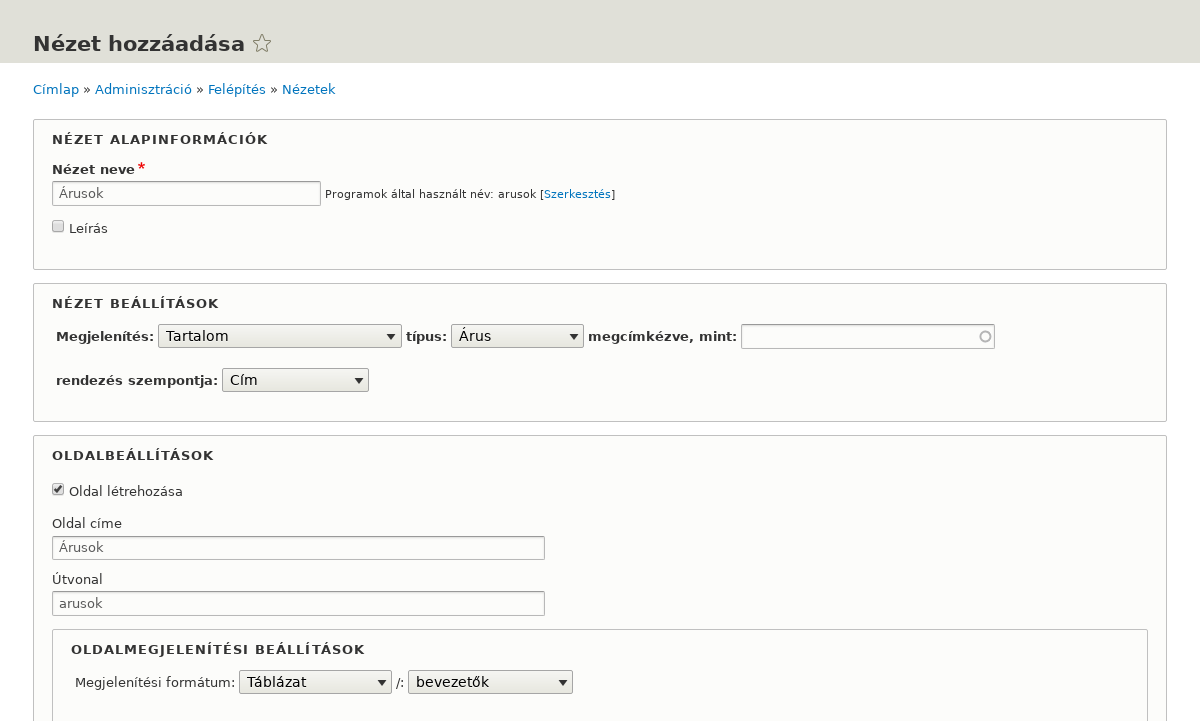 Nézet hozzáadása
Címlap » Adminisztráció » Felépítés » Nézetek
NÉZET ALAPINFORMÁCIÓK
Nézet neve*
Árusok Programok által használt név: arusok [Szerkesztés]
Leírás
NÉZET BEÁLLÍTÁSOK
Megjelenítés: Tartalom típus: Árus megcímkézve, mint:
rendezés szempontja: Cím
OLDALBEÁLLÍTÁSOK
Oldal létrehozása
Oldal címe
Árusok
Útvonal
arusok
OLDALMEGJELENÍTÉSI BEÁLLÍTÁSOK
Megjelenítési formátum: Táblázat /: bevezetők